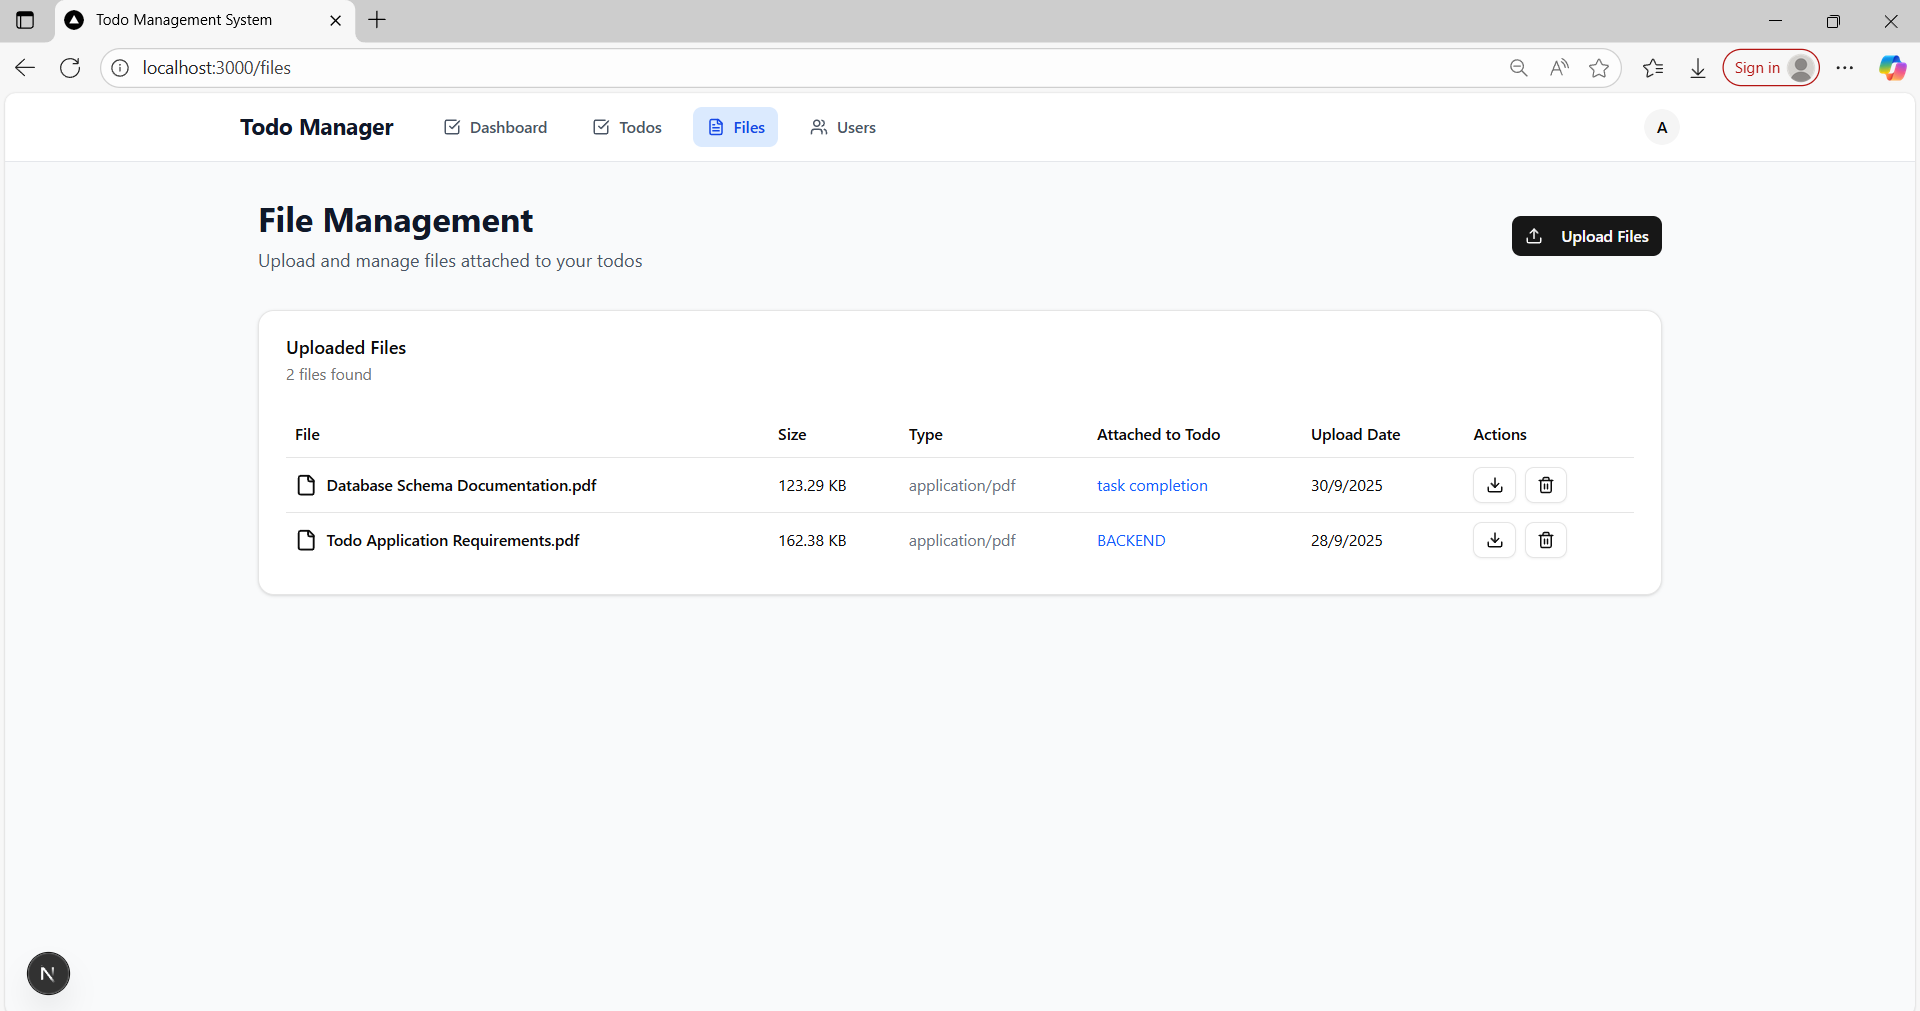 Todo Management System
localhost:3000/files
Sign in
Todo Manager Dashboard Todos Files Users A
File Management
Upload and manage files attached to your todos
Upload Files
Uploaded Files
2 files found
File Size Type Attached to Todo Upload Date Actions
Database Schema Documentation.pdf 123.29 KB application/pdf task completion 30/9/2025
Todo Application Requirements.pdf 162.38 KB application/pdf BACKEND 28/9/2025
N